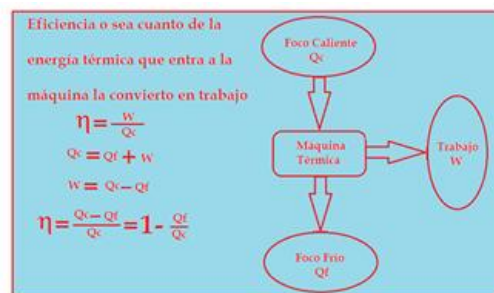 Eficiencia o sea cuanto de la
energía térmica que entra a la
máquina la convierto en trabajo
η=W/Qc
Qc=Qf+W
W=Qc-Qf
η=Qc-Qf/Qc=1-Qf/Qc
Foco Caliente
Qc
Máquina
Térmica
Trabajo
W
Foco Frío
Qf